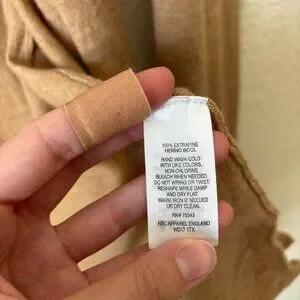 100% EXTRAFINE
MERINO WOOL
HAND WASH COLD
WITH LIKE COLORS.
NON-CHLORINE
BLEACH WHEN NEEDED.
DO NOT WRING OR TWIST.
RESHAPE WHILE DAMP
AND DRY FLAT.
WARM IRON IF NEEDED
OR DRY CLEAN.
RN# 75343
NBC APPAREL ENGLAND
WD17 1TX